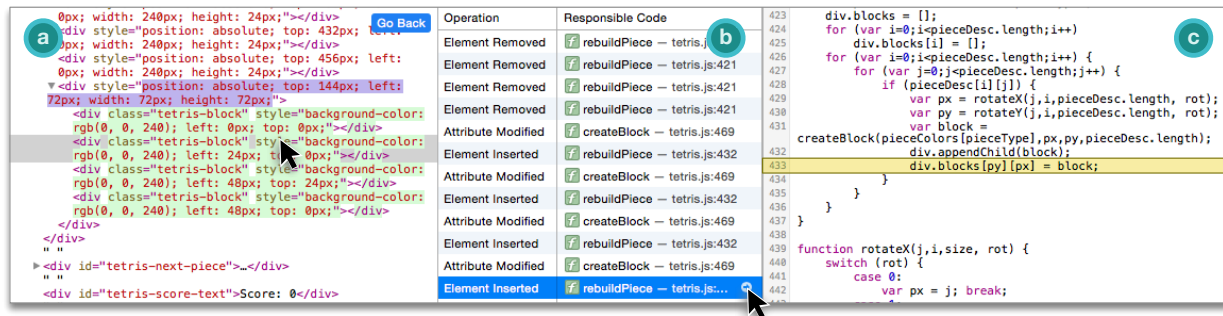 0px; width: 240px; height: 24px;"></div>
<div style="position: absolute; top: 432px; left:
0px; width: 240px; height: 24px;"></div>
<div style="position: absolute; top: 456px; left:
0px; width: 240px; height: 24px;"></div>
▼<div style="position: absolute; top: 144px; left:
72px; width: 72px; height: 72px;">
<div class="tetris-block" style="background-color:
rgb(0, 0, 240); left: 0px; top: 0px;"></div>
<div class="tetris-block" style="background-color:
rgb(0, 0, 240); left: 24px; top: 0px;"></div>
<div class="tetris-block" style="background-color:
rgb(0, 0, 240); left: 48px; top: 24px;"></div>
<div class="tetris-block" style="background-color:
rgb(0, 0, 240); left: 48px; top: 0px;"></div>
</div>
</div>
" "
▶<div id="tetris-next-piece">…</div>
" "
<div id="tetris-score-text">Score: 0</div>
Go Back
a
Operation Responsible Code
Element Removed f rebuildPiece — tetris.j
Element Removed f rebuildPiece — tetris.js:421
Element Removed f rebuildPiece — tetris.js:421
Element Removed f rebuildPiece — tetris.js:421
Attribute Modified f createBlock — tetris.js:469
Element Inserted f rebuildPiece — tetris.js:432
Attribute Modified f createBlock — tetris.js:469
Element Inserted f rebuildPiece — tetris.js:432
Attribute Modified f createBlock — tetris.js:469
Element Inserted f rebuildPiece — tetris.js:432
Attribute Modified f createBlock — tetris.js:469
Element Inserted f rebuildPiece — tetris.js:...
b
423 div.blocks = [];
424 for (var i=0;i<pieceDesc.length;i++)
425 div.blocks[i] = [];
426 for (var i=0;i<pieceDesc.length;i++) {
427 for (var j=0;j<pieceDesc.length;j++) {
428 if (pieceDesc[i][j]) {
429 var px = rotateX(j,i,pieceDesc.length, rot);
430 var py = rotateY(j,i,pieceDesc.length, rot);
431 var block =
createBlock(pieceColors[pieceType],px,py,pieceDesc.length);
432 div.appendChild(block);
433 div.blocks[py][px] = block;
434 }
435 }
436 }
437 }
438
439 function rotateX(j,i,size, rot) {
440 switch (rot) {
441 case 0:
442 var px = j; break;
c